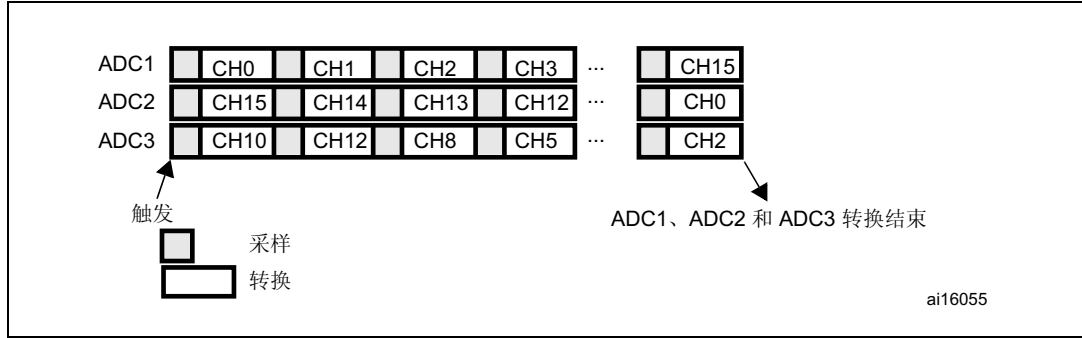 ADC1 CH0 CH1 CH2 CH3 ... CH15
ADC2 CH15 CH14 CH13 CH12 ... CH0
ADC3 CH10 CH12 CH8 CH5 ... CH2
触发
ADC1、ADC2 和 ADC3 转换结束
采样
转换
ai16055